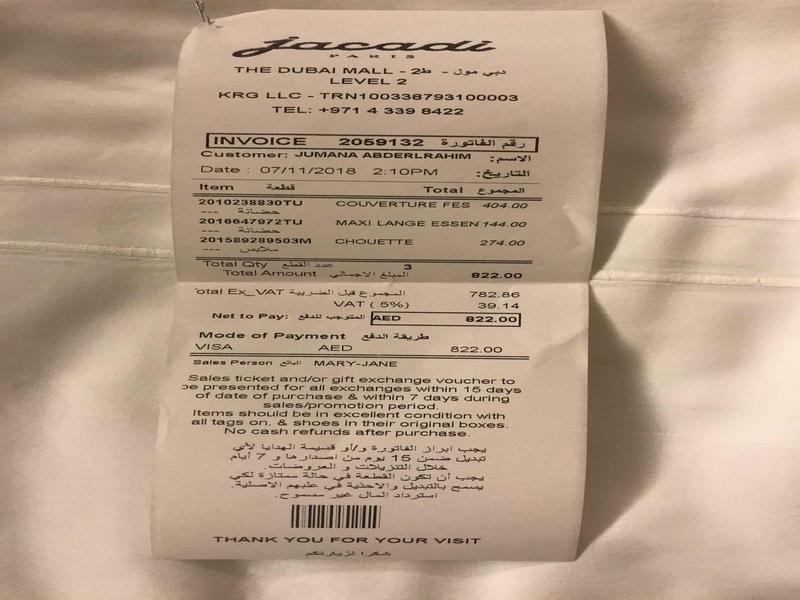 jacadi
PARIS
THE DUBAI MALL - دبي مول - ط2
LEVEL 2
KRG LLC - TRN100338793100003
TEL: +971 4 339 8422
INVOICE 2059132 رقم الفاتورة
Customer: JUMANA ABDERLRAHIM الاسم:
Date : 07/11/2018 2:10PM التاريخ:
Item قطعة Total المجموع
2010238830TU COUVERTURE FES 404.00
--- حضانة
2016647972TU MAXI LANGE ESSEN 144.00
--- حضانة
201589289503M CHOUETTE 274.00
--- ملابس
Total Qty عدد القطع 3
Total Amount المبلغ الاجمالي 822.00
otal Ex_VAT المجموع قبل الضريبة 782.86
VAT ( 5%) 39.14
Net to Pay: المتوجب للدفع AED 822.00
Mode of Payment طريقة الدفع
VISA AED 822.00
Sales Person البائع MARY-JANE
Sales ticket and/or gift exchange voucher to
be presented for all exchanges within 15 days
of date of purchase & within 7 days during
sales/promotion period.
Items should be in excellent condition with
all tags on, & shoes in their original boxes.
No cash refunds after purchase.
يجب ابراز الفاتورة و/أو قسيمة الهدايا لأي
تبديل ضمن 15 يوم من اصدارها و 7 أيام
خلال التنزيلات و العروضات.
يجب أن تكون القطعة في حالة ممتازة لكي
يسمح بالتبديل والاحذية في علبهم الاصلية.
استرداد المال غير مسموح.
THANK YOU FOR YOUR VISIT
شكرا لزيارتكم